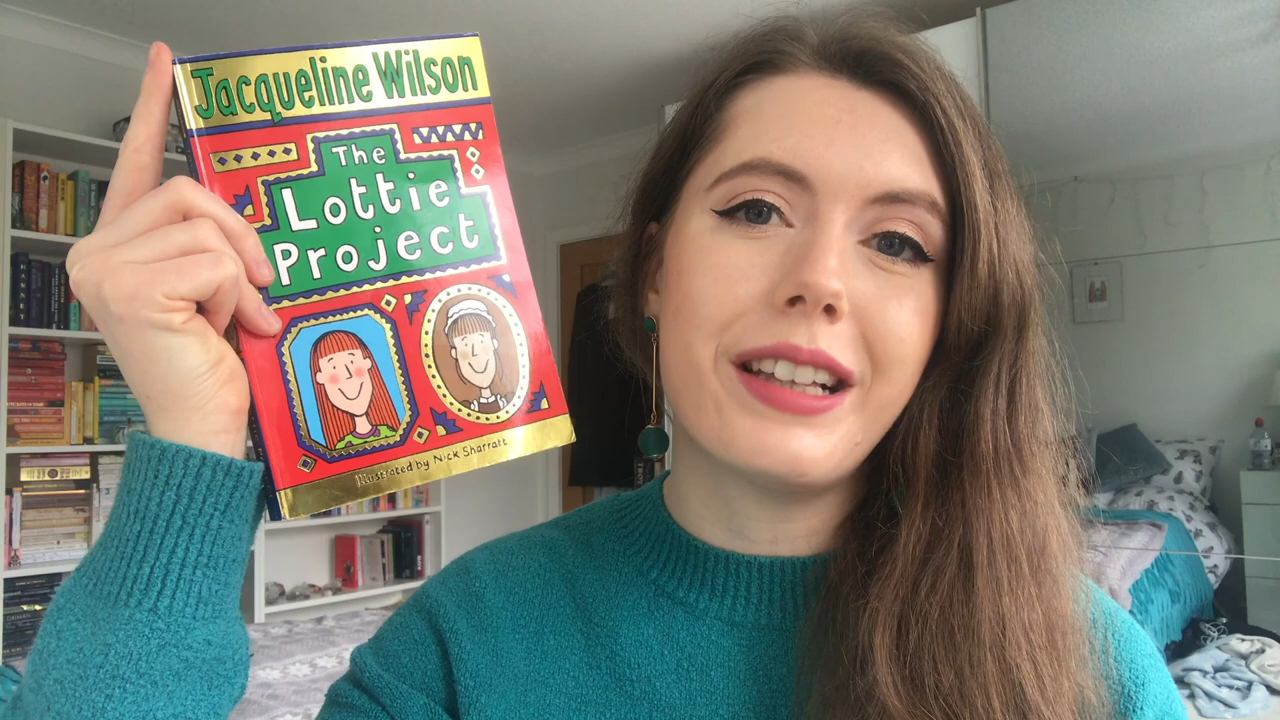 Jacqueline Wilson
The
Lottie
Project
Illustrated by Nick Sharratt